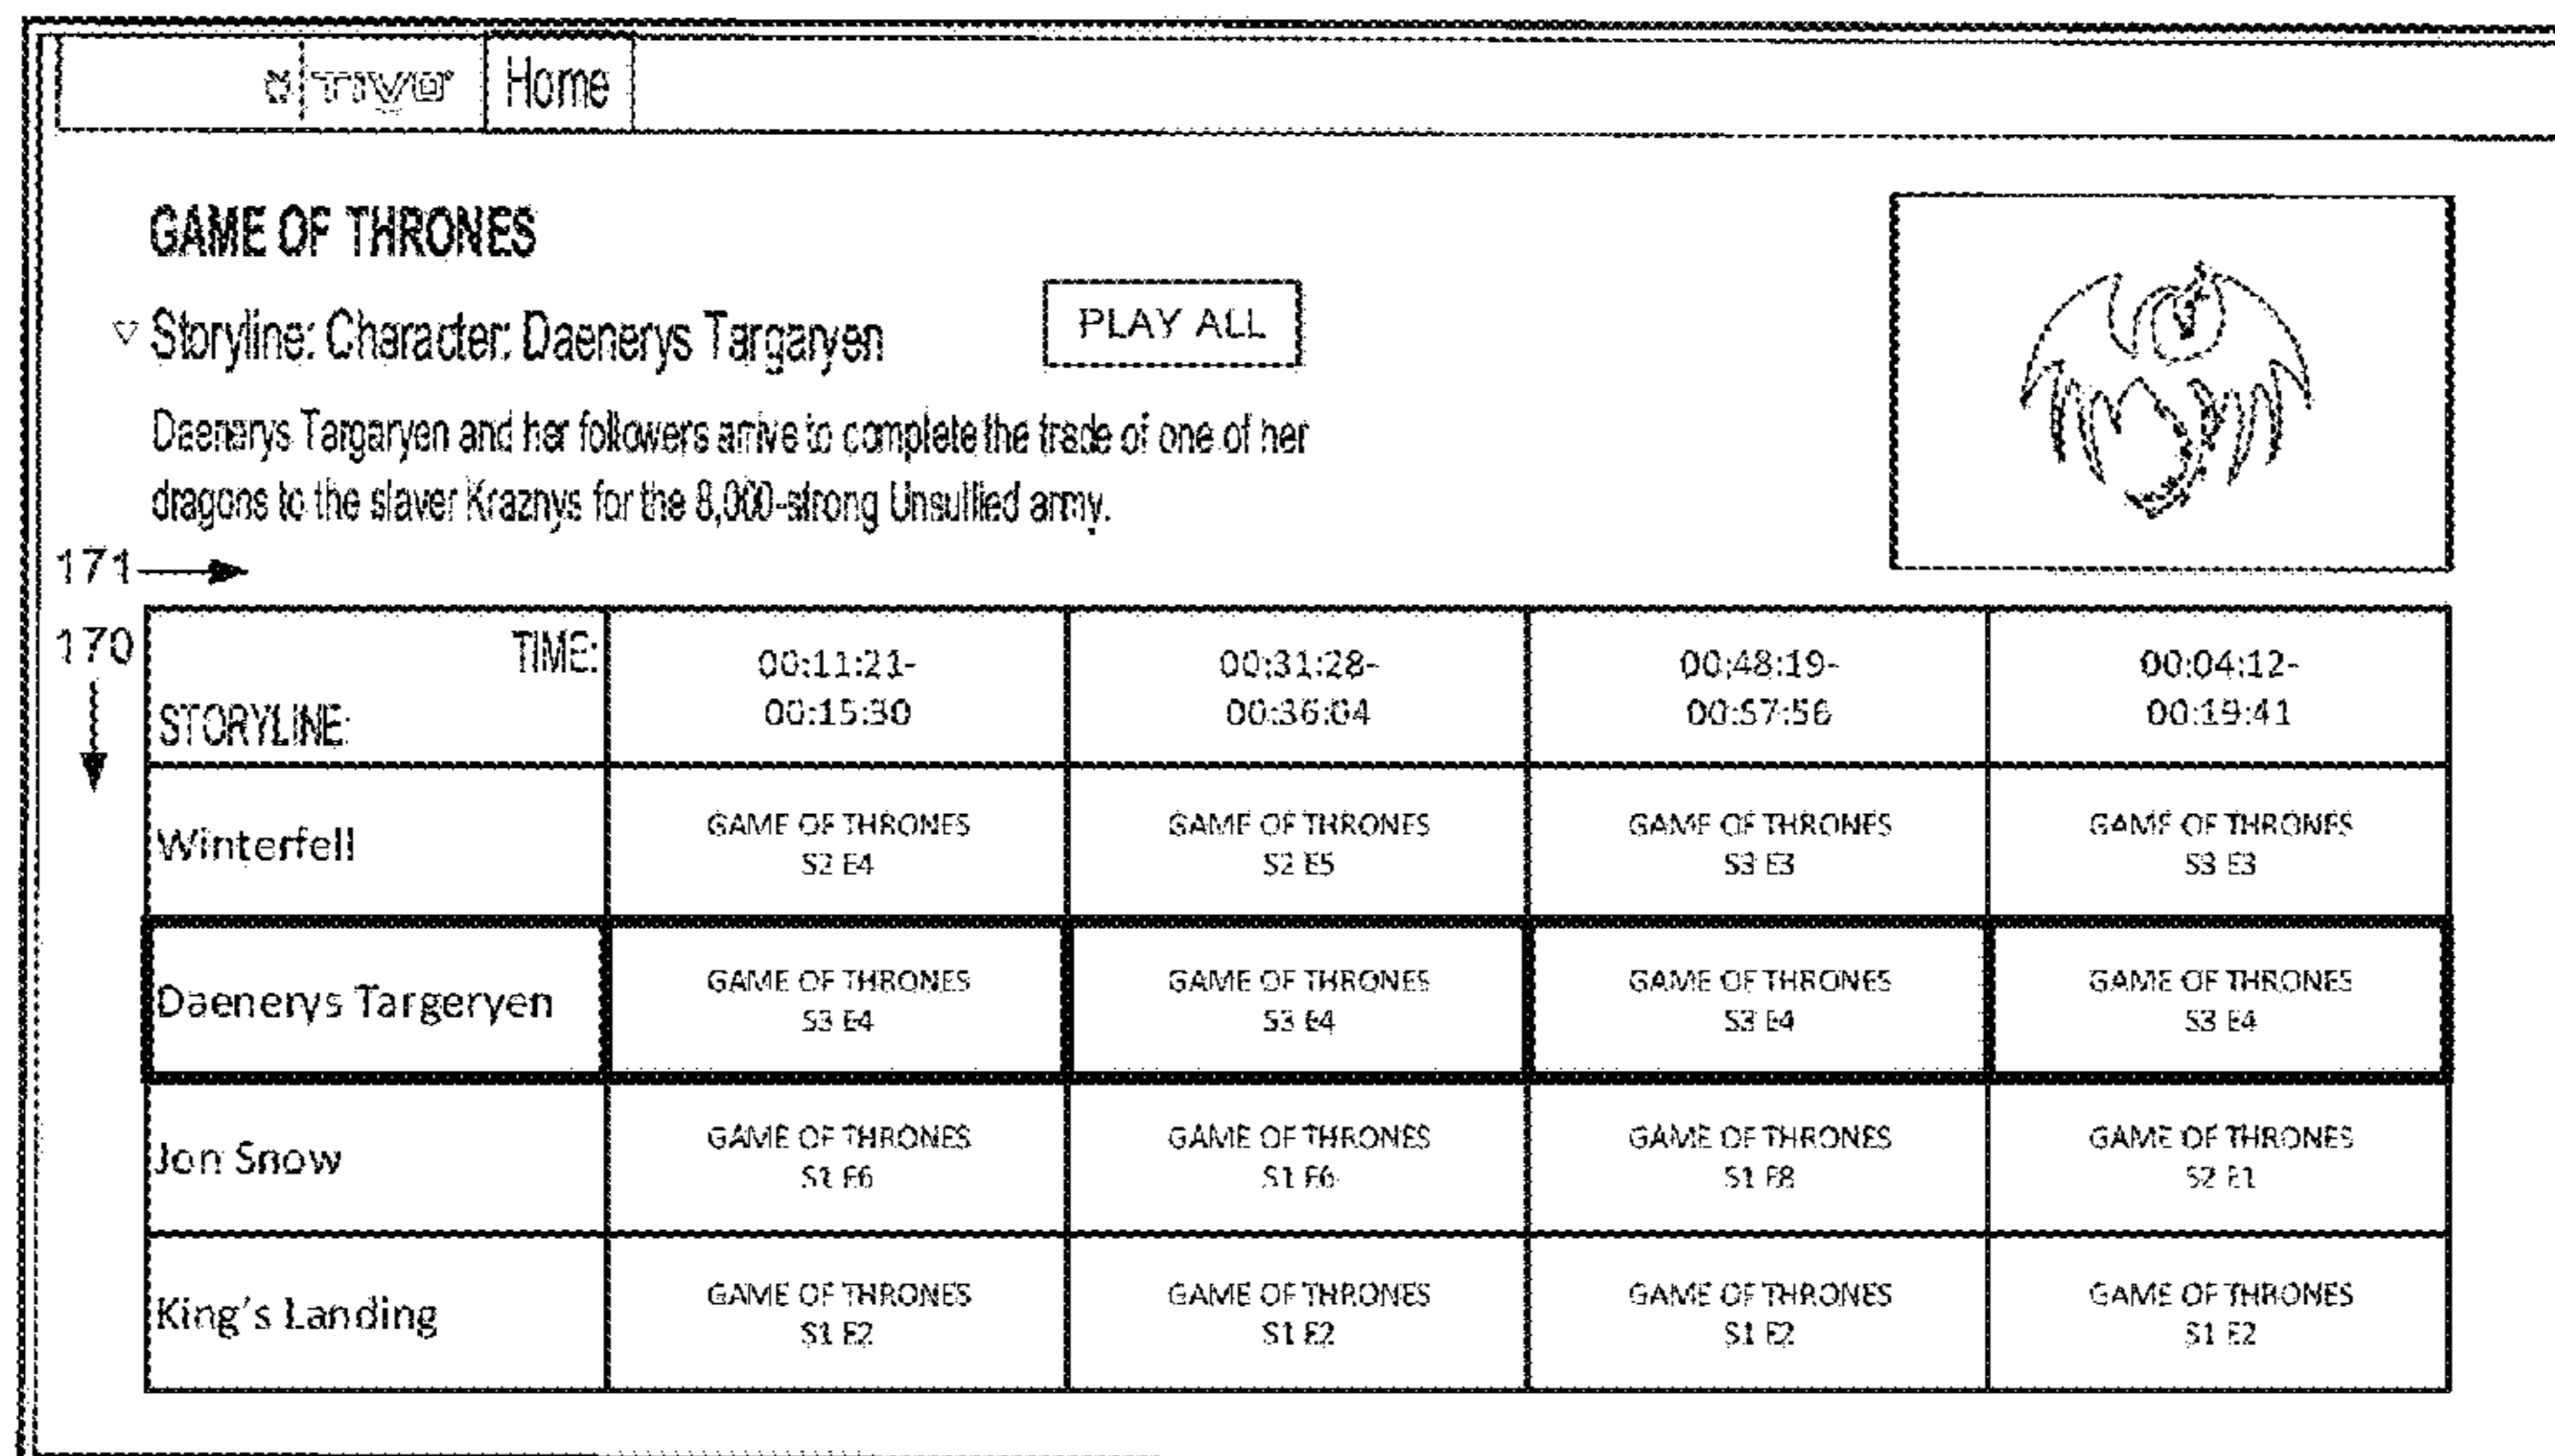 TIVO Home
GAME OF THRONES
Storyline: Character: Daenerys Targaryen
PLAY ALL
Daenerys Targaryen and her followers arrive to complete the trade of one of her
dragons to the slaver Kraznys for the 8,000-strong Unsullied army.
171
170
TIME:
STORYLINE:
00:11:21-
00:15:30
00:31:28-
00:36:04
00:48:19-
00:57:56
00:04:12-
00:19:41
Winterfell
GAME OF THRONES
S2 E4
GAME OF THRONES
S2 E5
GAME OF THRONES
S3 E3
GAME OF THRONES
S3 E3
Daenerys Targeryen
GAME OF THRONES
S3 E4
GAME OF THRONES
S3 E4
GAME OF THRONES
S3 E4
GAME OF THRONES
S3 E4
Jon Snow
GAME OF THRONES
S1 E6
GAME OF THRONES
S1 E6
GAME OF THRONES
S1 E8
GAME OF THRONES
S2 E1
King's Landing
GAME OF THRONES
S1 E2
GAME OF THRONES
S1 E2
GAME OF THRONES
S1 E2
GAME OF THRONES
S1 E2